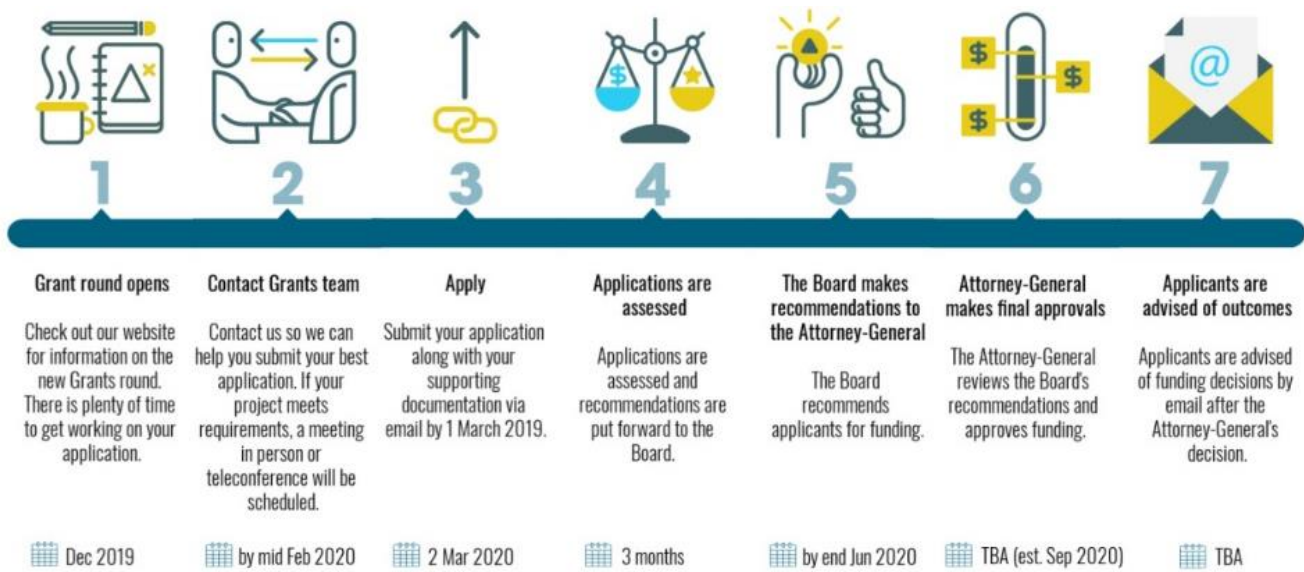 1
Grant round opens
Check out our website
for information on the
new Grants round.
There is plenty of time
to get working on your
application.
Dec 2019
2
Contact Grants team
Contact us so we can
help you submit your best
application. If your
project meets
requirements, a meeting
in person or
teleconference will be
scheduled.
by mid Feb 2020
3
Apply
Submit your application
along with your
supporting
documentation via
email by 1 March 2019.
2 Mar 2020
$
4
Applications are
assessed
Applications are
assessed and
recommendations are
put forward to the
Board.
3 months
5
The Board makes
recommendations to
the Attorney-General
The Board
recommends
applicants for funding.
by end Jun 2020
$
$
$
6
Attorney-General
makes final approvals
The Attorney-General
reviews the Board's
recommendations and
approves funding.
TBA (est. Sep 2020)
@
7
Applicants are
advised of outcomes
Applicants are advised
of funding decisions by
email after the
Attorney-General's
decision.
TBA